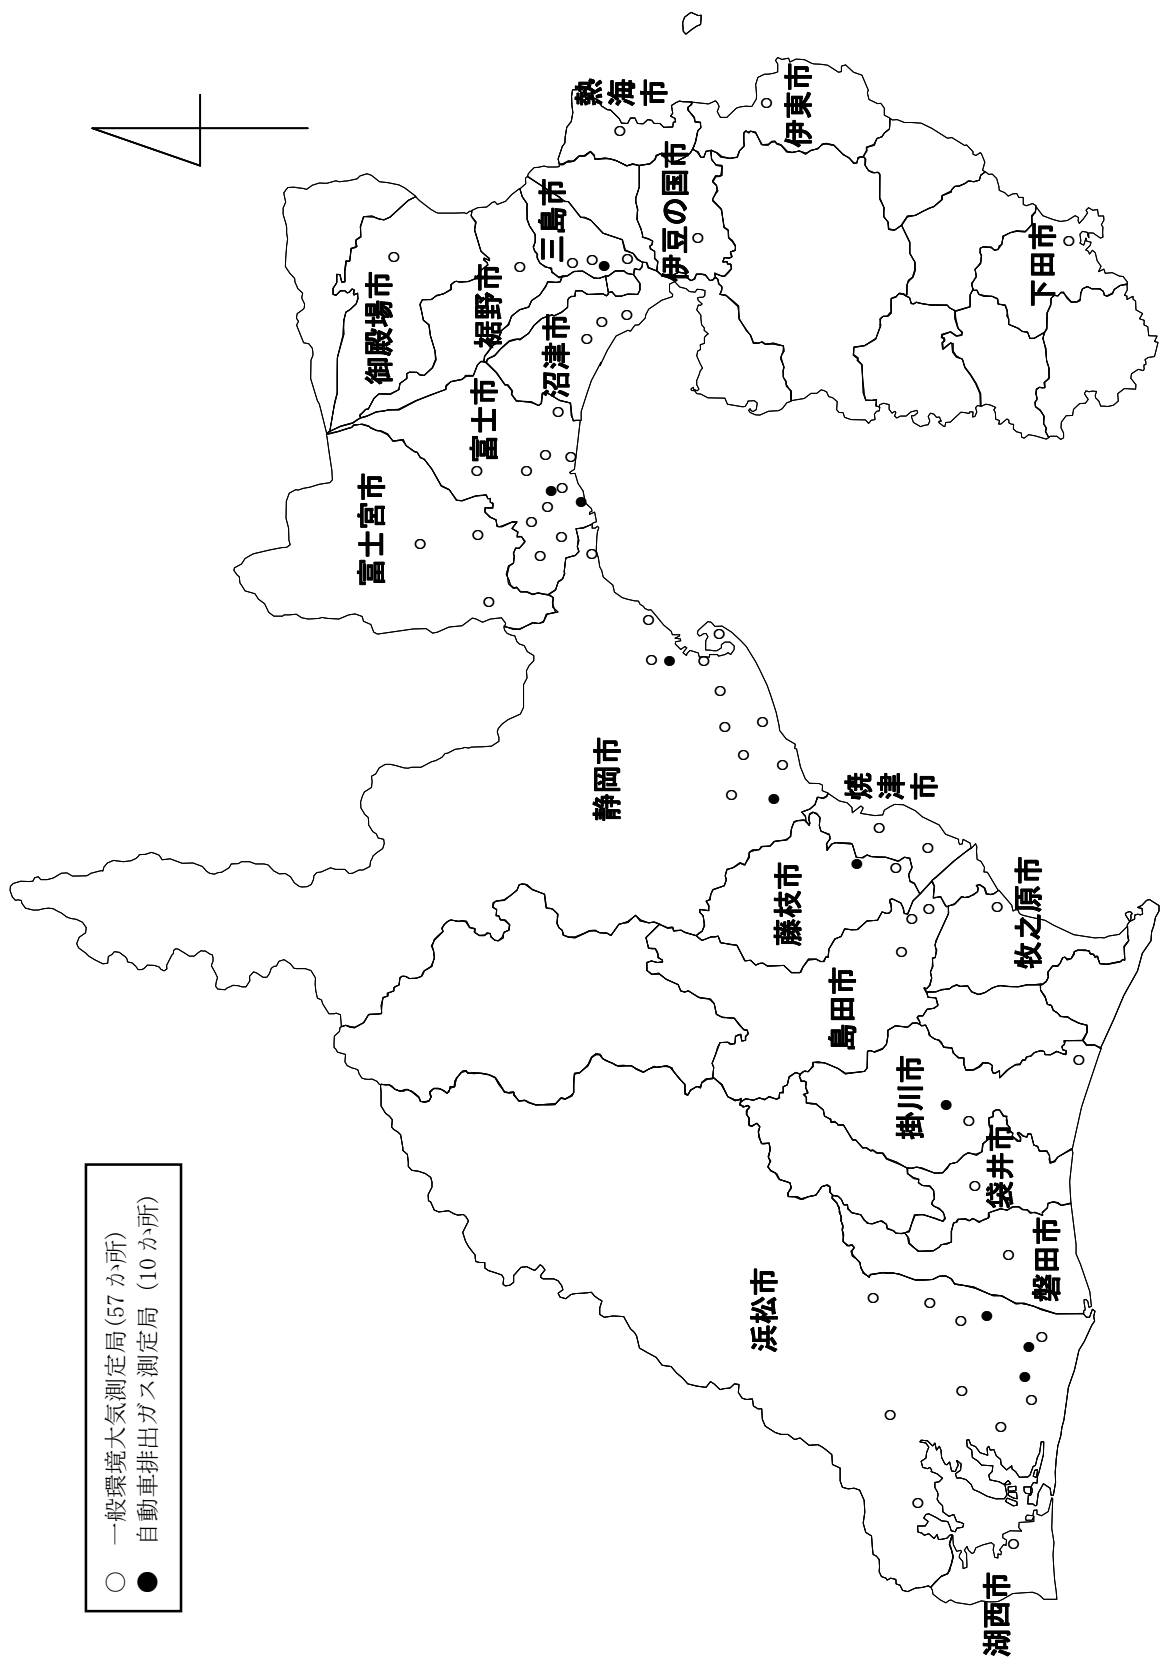 ○ 一般環境大気測定局(57か所)
● 自動車排出ガス測定局(10か所)
御殿場市
富士宮市
裾野市
富士市
三島市
沼津市
熱海市
伊豆の国市
伊東市
下田市
静岡市
焼津市
藤枝市
島田市
牧之原市
掛川市
袋井市
磐田市
浜松市
湖西市